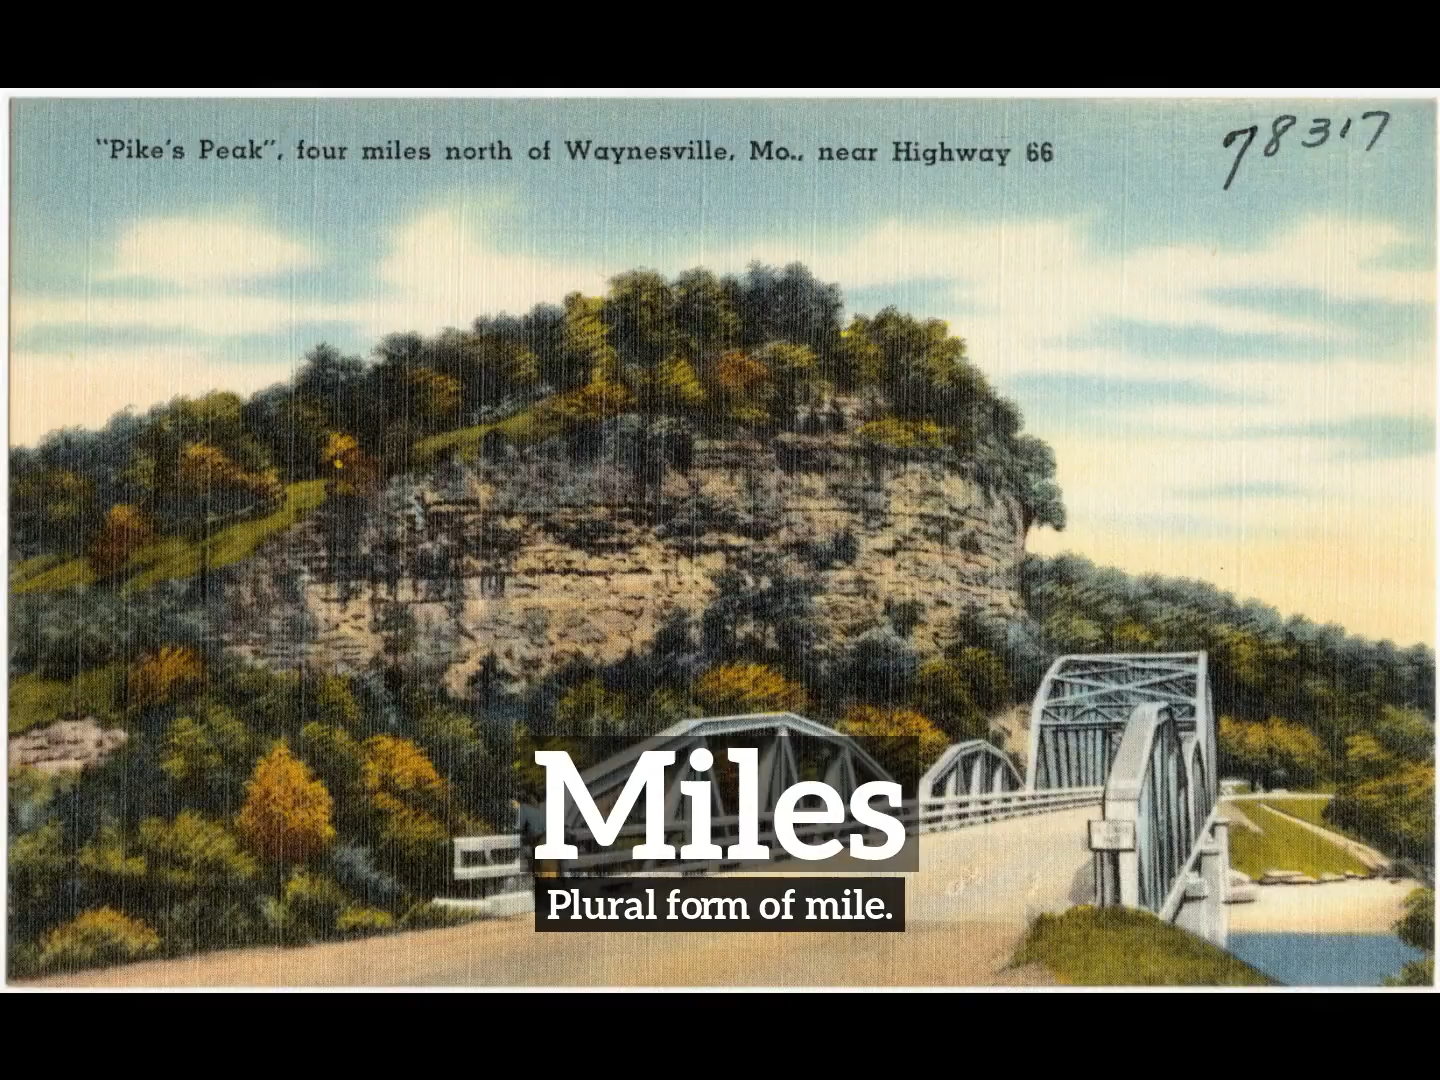 "Pike's Peak", four miles north of Waynesville, Mo., near Highway 66
78317
Miles
Plural form of mile.